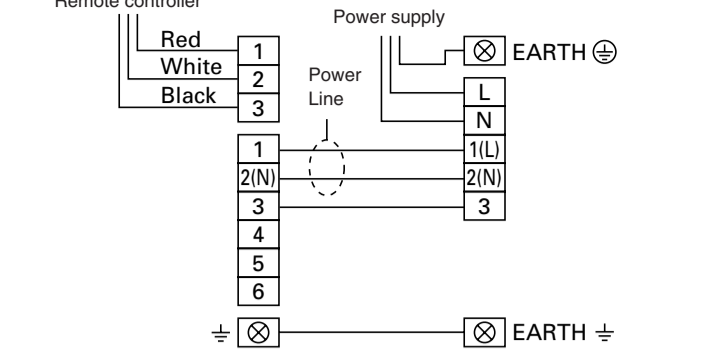 Remote controller
Power supply
Red
White
Black
1
2
3
Power
Line
EARTH
L
N
1(L)
2(N)
3
1
2(N)
3
4
5
6
EARTH